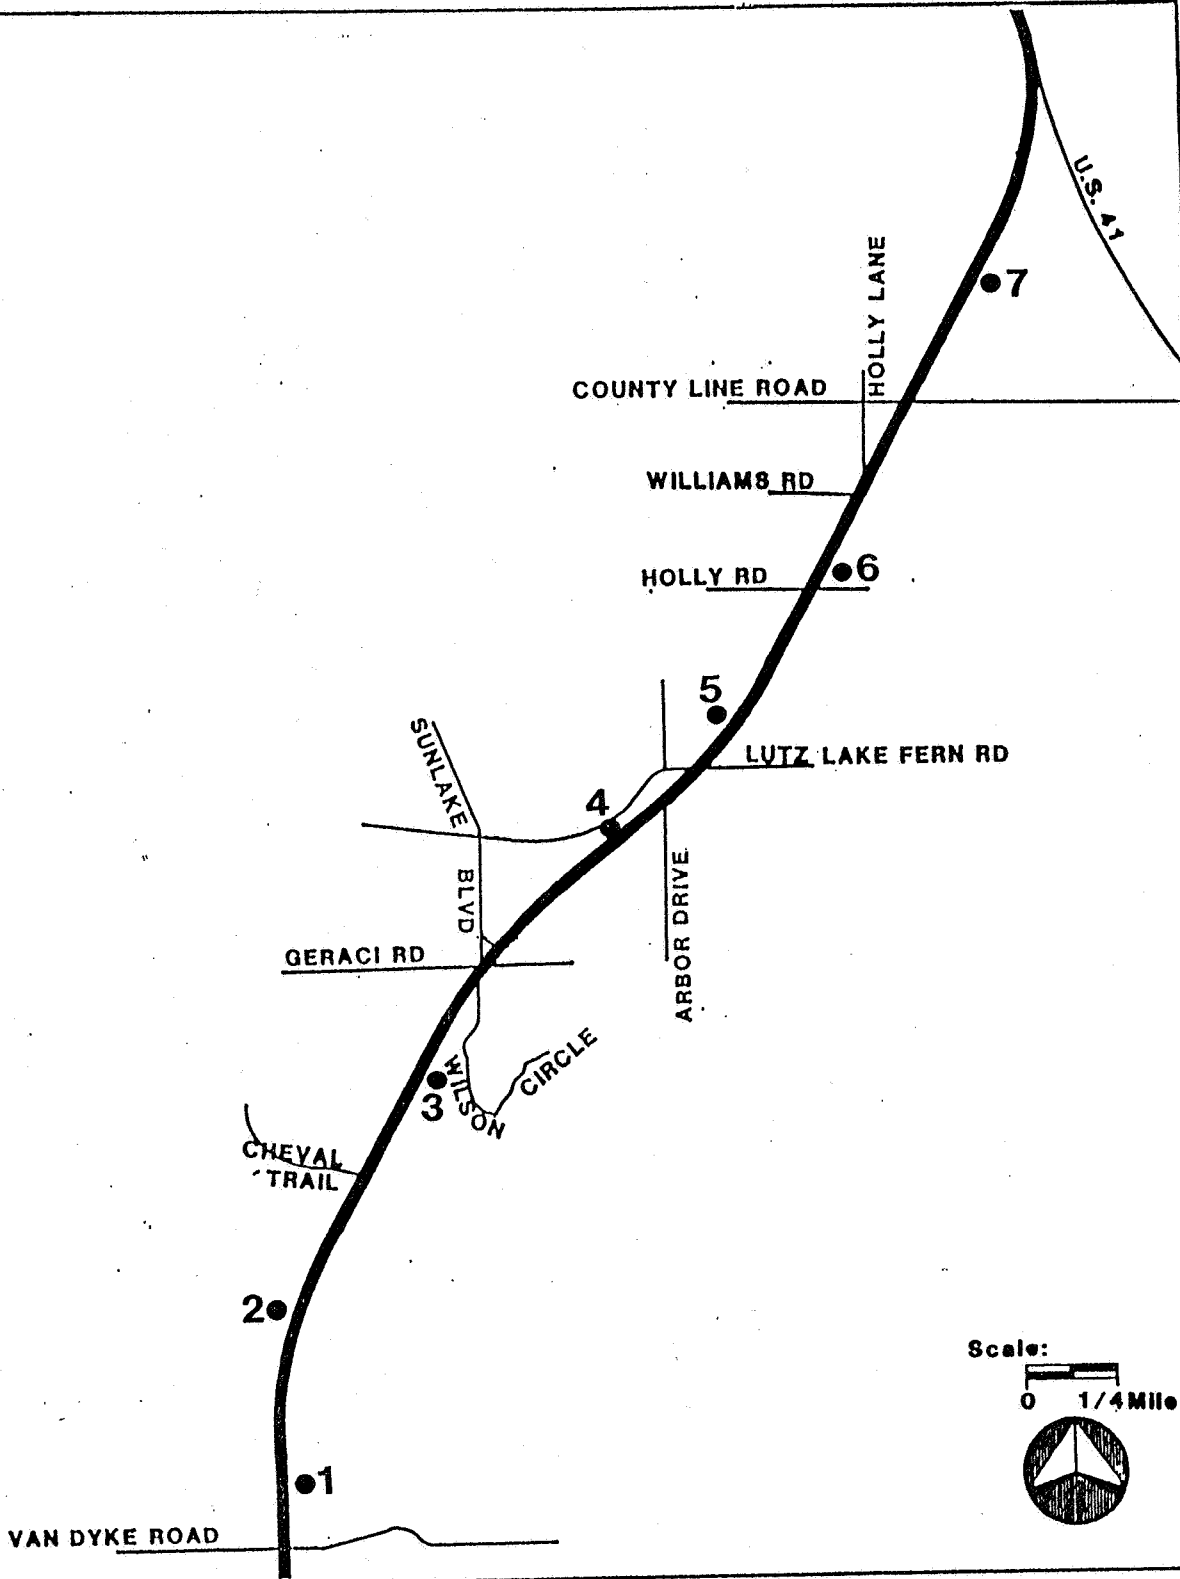 U.S. 41
7
HOLLY LANE
COUNTY LINE ROAD
WILLIAMS RD
6
HOLLY RD
5
SUNLAKE
BLVD
LUTZ LAKE FERN RD
4
ARBOR DRIVE
GERACI RD
WILSON
CIRCLE
3
CHEVAL
TRAIL
2
Scale:
0 1/4 Mile
1
VAN DYKE ROAD